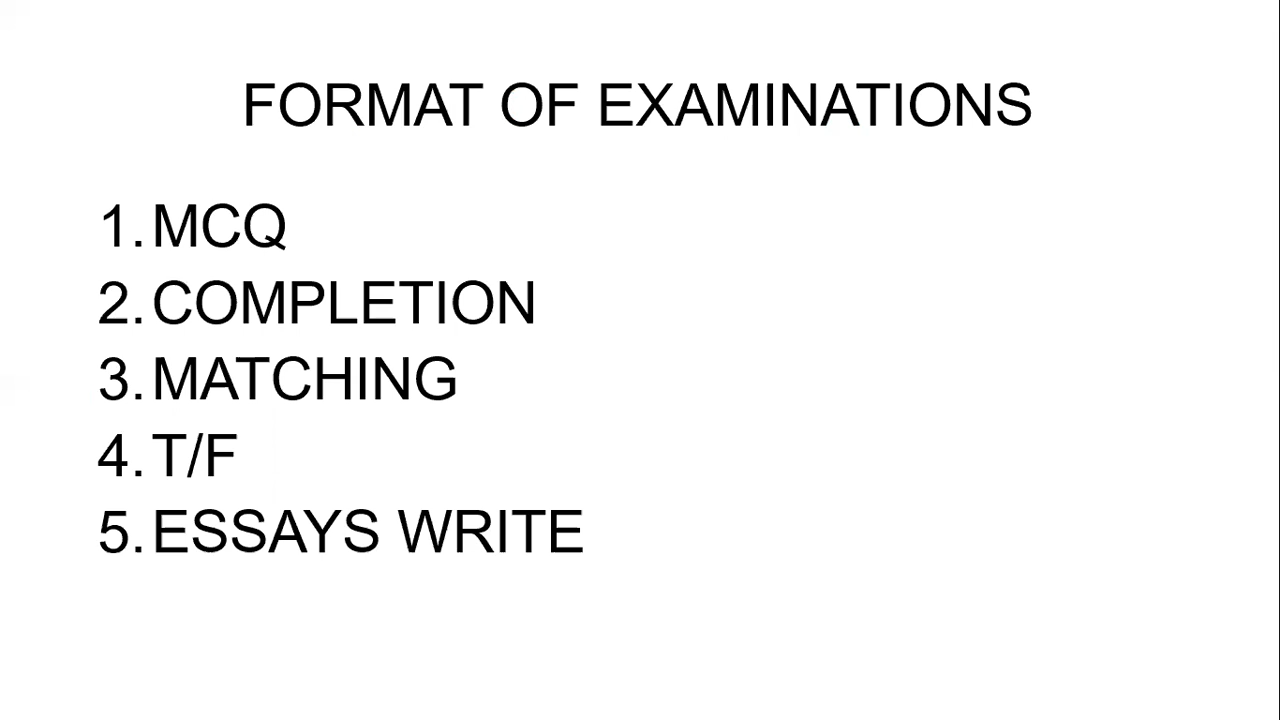 FORMAT OF EXAMINATIONS
1. MCQ
2. COMPLETION
3. MATCHING
4. T/F
5. ESSAYS WRITE